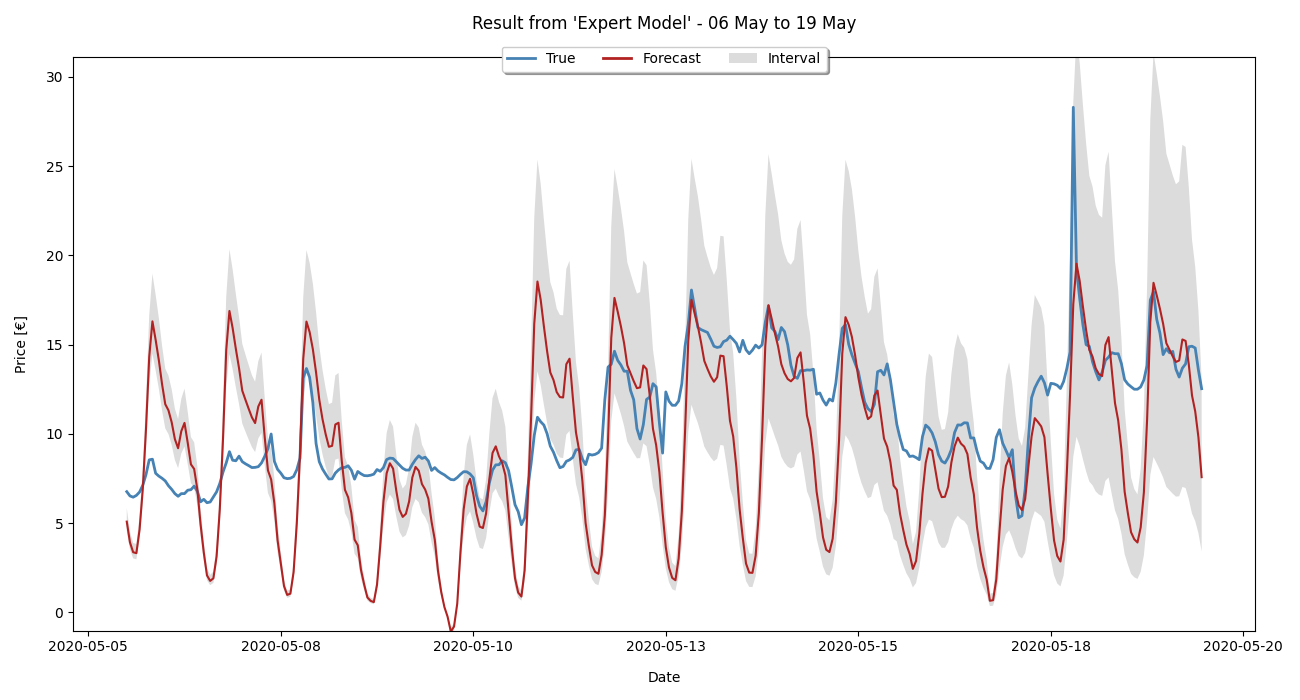 Result from 'Expert Model' - 06 May to 19 May
True Forecast Interval
30
25
20
15
10
5
0
Price [€]
2020-05-05 2020-05-08 2020-05-10 2020-05-13 2020-05-15 2020-05-18 2020-05-20
Date